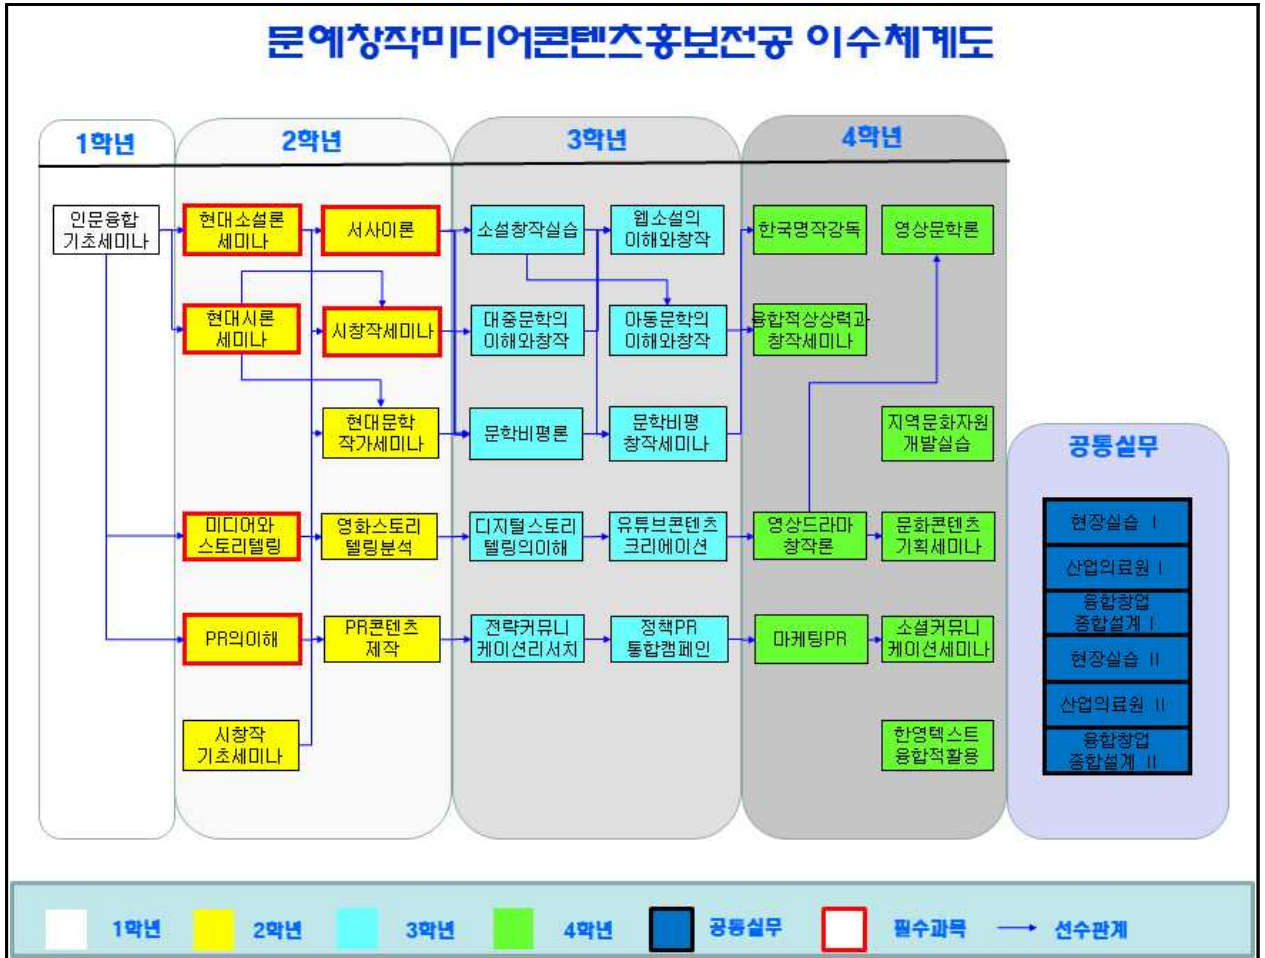 문예창작미디어콘텐츠홍보전공 이수체계도
1학년
2학년
3학년
4학년
인문융합
기초세미나
현대소설론
세미나
서사이론
소설창작실습
웹소설의
이해와창작
한국명작강독
영상문학론
현대시론
세미나
시창작세미나
대중문학의
이해와창작
아동문학의
이해와창작
융합적상상력과
창작세미나
현대문학
작가세미나
문학비평론
문학비평
창작세미나
지역문화자원
개발실습
미디어와
스토리텔링
영화스토리
텔링분석
디지털스토리
텔링의이해
유튜브콘텐츠
크리에이션
영상드라마
창작론
문화콘텐츠
기획세미나
PR의이해
PR콘텐츠
제작
전략커뮤니
케이션리서치
정책PR
통합캠페인
마케팅PR
소셜커뮤니
케이션세미나
시창작
기초세미나
한영텍스트
융합적활용
공통실무
현장실습 I
산업의료원 I
융합창업
종합설계 I
현장실습 II
산업의료원 II
융합창업
종합설계 II
1학년
2학년
3학년
4학년
공통실무
필수과목
선수관계